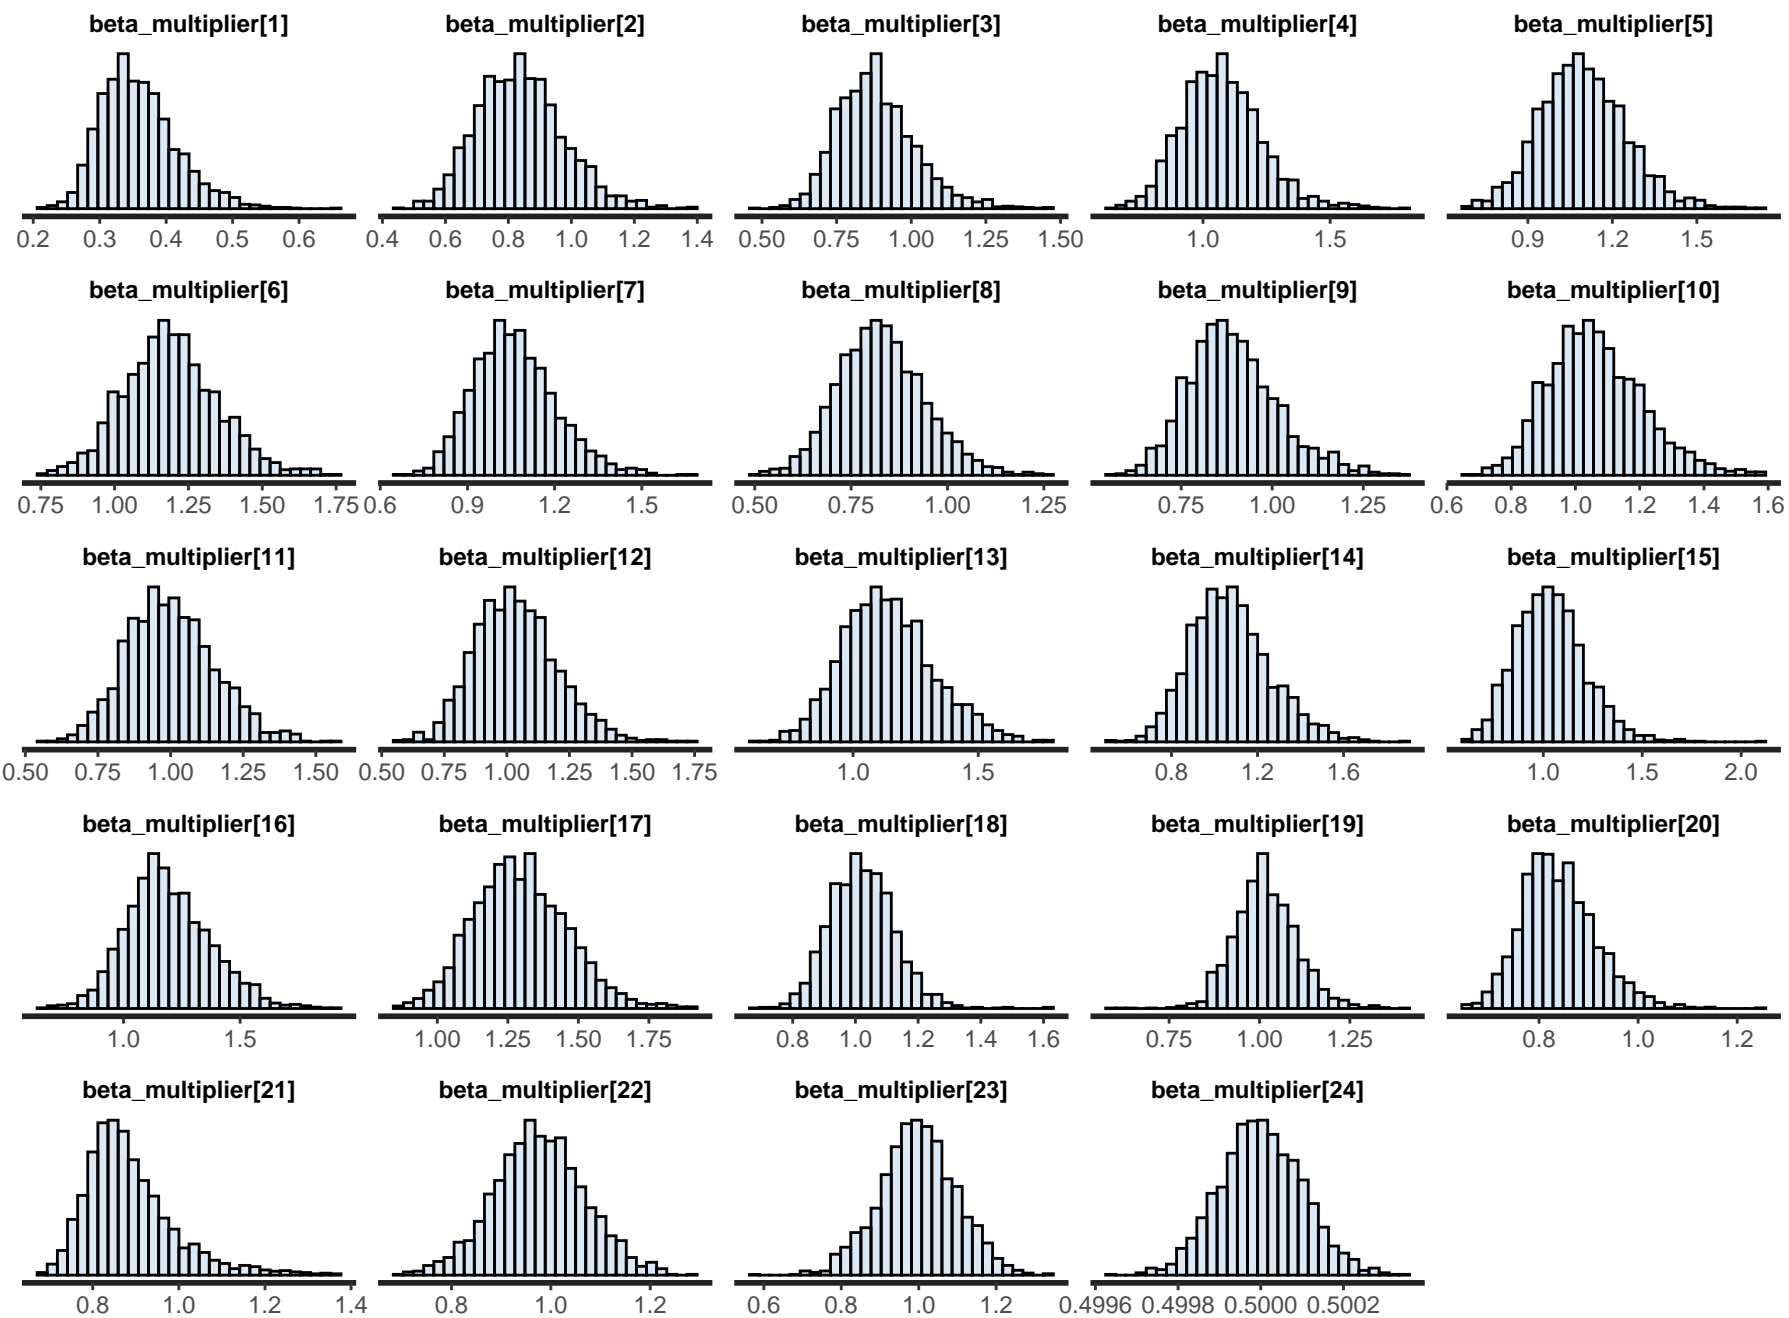 beta_multiplier[1] beta_multiplier[2] beta_multiplier[3] beta_multiplier[4] beta_multiplier[5]
0.2 0.3 0.4 0.5 0.6 0.4 0.6 0.8 1.0 1.2 1.4 0.50 0.75 1.00 1.25 1.50 1.0 1.5 0.9 1.2 1.5
beta_multiplier[6] beta_multiplier[7] beta_multiplier[8] beta_multiplier[9] beta_multiplier[10]
0.75 1.00 1.25 1.50 1.75 0.6 0.9 1.2 1.5 0.50 0.75 1.00 1.25 0.75 1.00 1.25 0.6 0.8 1.0 1.2 1.4 1.6
beta_multiplier[11] beta_multiplier[12] beta_multiplier[13] beta_multiplier[14] beta_multiplier[15]
0.50 0.75 1.00 1.25 1.50 0.50 0.75 1.00 1.25 1.50 1.75 1.0 1.5 0.8 1.2 1.6 1.0 1.5 2.0
beta_multiplier[16] beta_multiplier[17] beta_multiplier[18] beta_multiplier[19] beta_multiplier[20]
1.0 1.5 1.00 1.25 1.50 1.75 0.8 1.0 1.2 1.4 1.6 0.75 1.00 1.25 0.8 1.0 1.2
beta_multiplier[21] beta_multiplier[22] beta_multiplier[23] beta_multiplier[24]
0.8 1.0 1.2 1.4 0.8 1.0 1.2 0.6 0.8 1.0 1.2 0.4996 0.4998 0.5000 0.5002